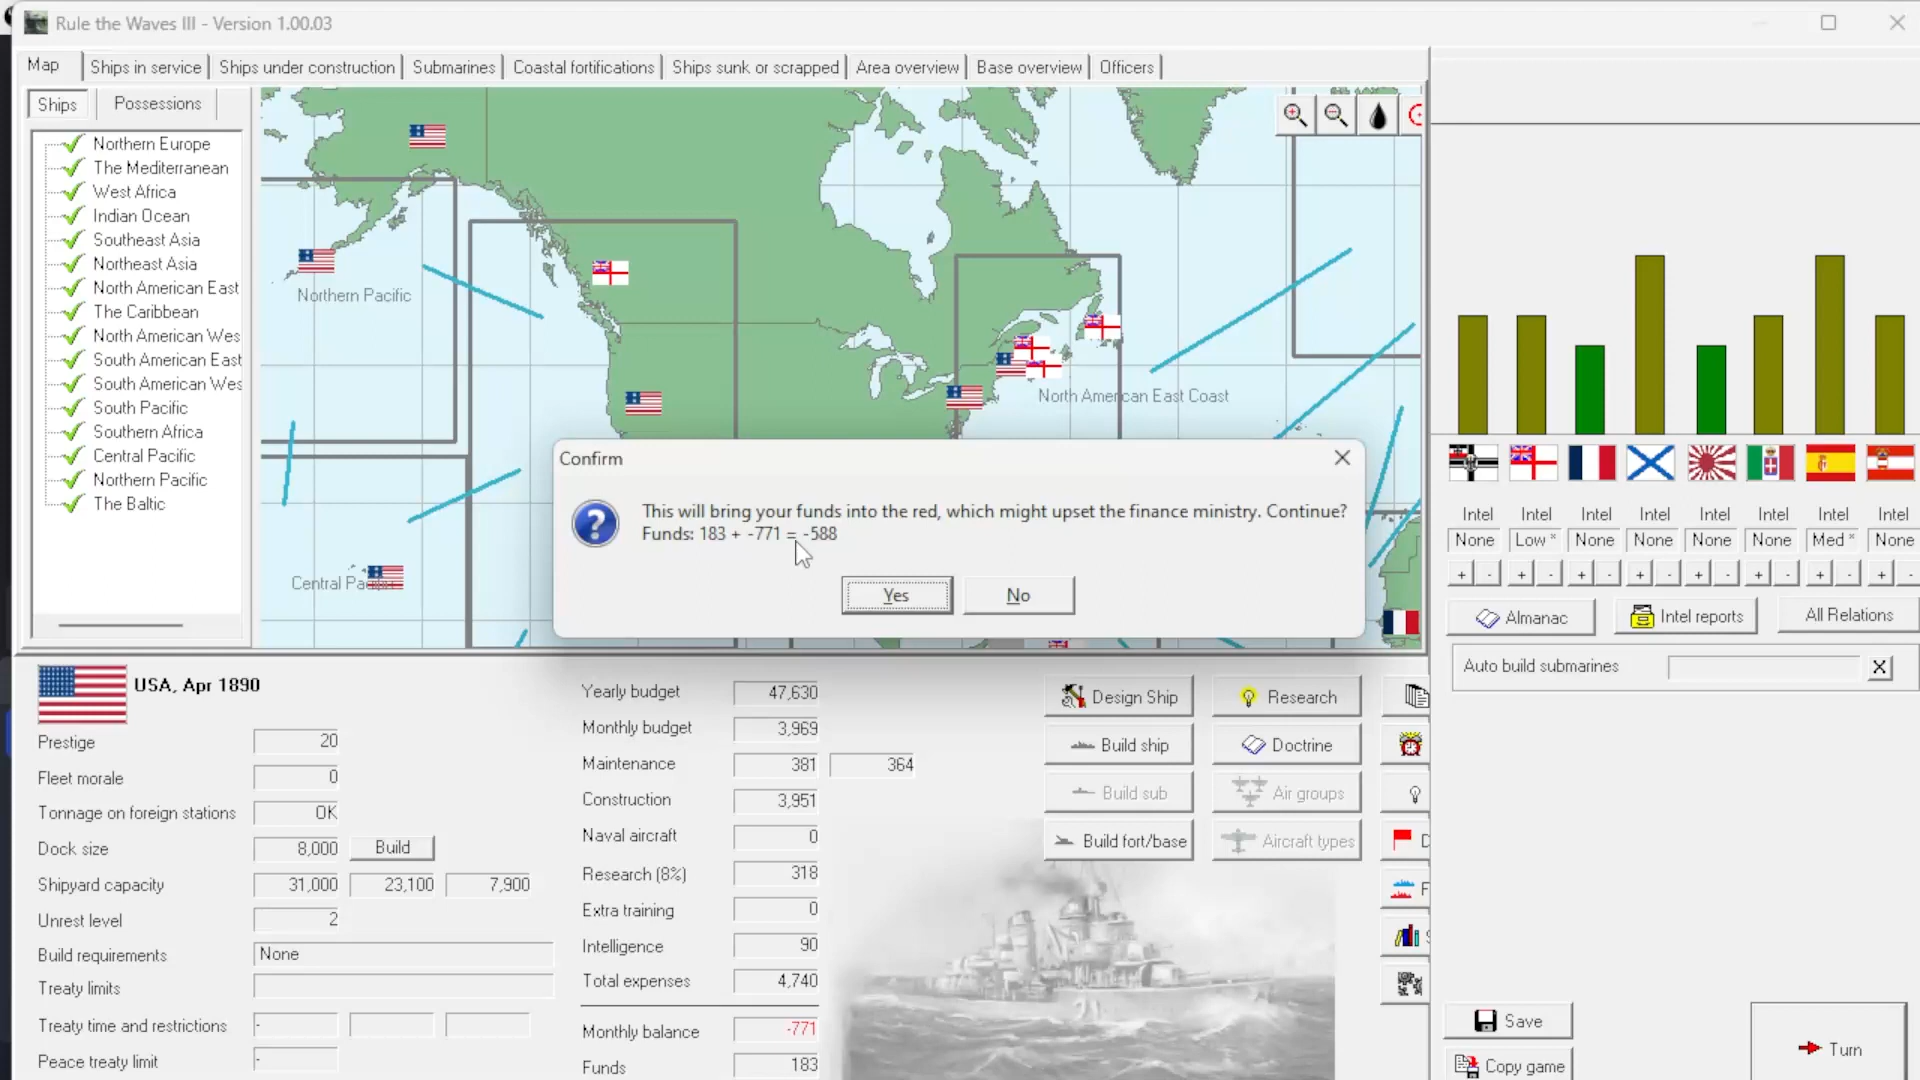 Rule the Waves III - Version 1.00.03
Map
Ships in service
Ships under construction
Submarines
Coastal fortifications
Ships sunk or scrapped
Area overview
Base overview
Officers
Ships
Possessions
Northern Europe
The Mediterranean
West Africa
Indian Ocean
Southeast Asia
Northeast Asia
North American East
The Caribbean
North American Wes
South American East
South American Wes
South Pacific
Southern Africa
Central Pacific
Northern Pacific
The Baltic
Northern Pacific
North American East Coast
Central Pacific
Confirm
This will bring your funds into the red, which might upset the finance ministry. Continue?
Funds: 183 + -771 = -588
Yes
No
Intel Intel Intel Intel Intel Intel Intel Intel
None Low * None None None None Med * None
+ - + - + - + - + - + - + - + -
Almanac
Intel reports
All Relations
Auto build submarines
X
USA, Apr 1890
Prestige 20
Fleet morale 0
Tonnage on foreign stations OK
Dock size 8,000 Build
Shipyard capacity 31,000 23,100 7,900
Unrest level 2
Build requirements None
Treaty limits
Treaty time and restrictions -
Peace treaty limit -
Yearly budget 47,630
Monthly budget 3,969
Maintenance 381 364
Construction 3,951
Naval aircraft 0
Research (8%) 318
Extra training 0
Intelligence 90
Total expenses 4,740
Monthly balance -771
Funds 183
Design Ship
Research
Build ship
Doctrine
Build sub
Air groups
Build fort/base
Aircraft types
D
F
S
Save
Copy game
Turn